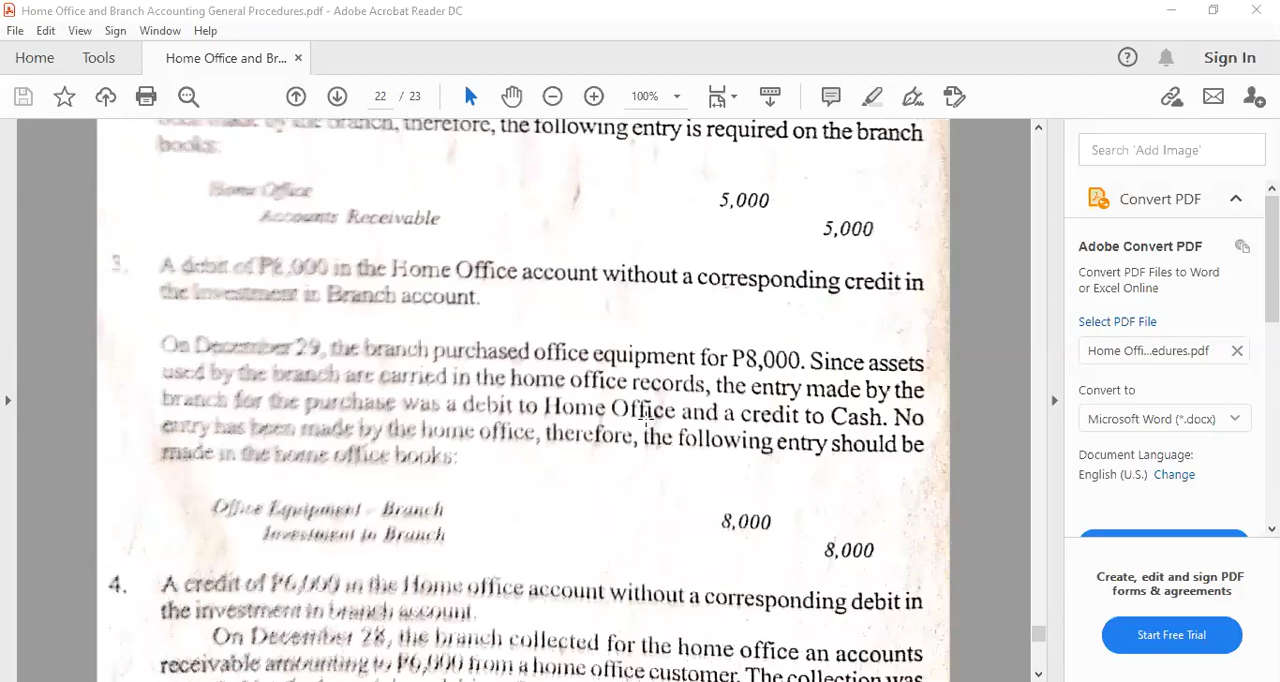 Home Office and Branch Accounting General Procedures.pdf - Adobe Acrobat Reader DC
File Edit View Sign Window Help
Home Tools Home Office and Br... × Sign In
22 / 23 100%
the branch, therefore, the following entry is required on the branch
books.
Home Office 5,000
Accounts Receivable 5,000
3. A debit of P8,000 in the Home Office account without a corresponding credit in
the investment in Branch account.
On December 29, the branch purchased office equipment for P8,000. Since assets
used by the branch are carried in the home office records, the entry made by the
branch for the purchase was a debit to Home Office and a credit to Cash. No
entry has been made by the home office, therefore, the following entry should be
made in the home office books:
Office Equipment - Branch 8,000
Investment in Branch 8,000
4. A credit of P6,000 in the Home office account without a corresponding debit in
the investment in branch account.
On December 28, the branch collected for the home office an accounts
receivable amounting to P6,000 from a home office customer. The collection was
Search 'Add Image'
Convert PDF
Adobe Convert PDF
Convert PDF Files to Word
or Excel Online
Select PDF File
Home Offi...edures.pdf
Convert to
Microsoft Word (*.docx)
Document Language:
English (U.S.) Change
Create, edit and sign PDF
forms & agreements
Start Free Trial